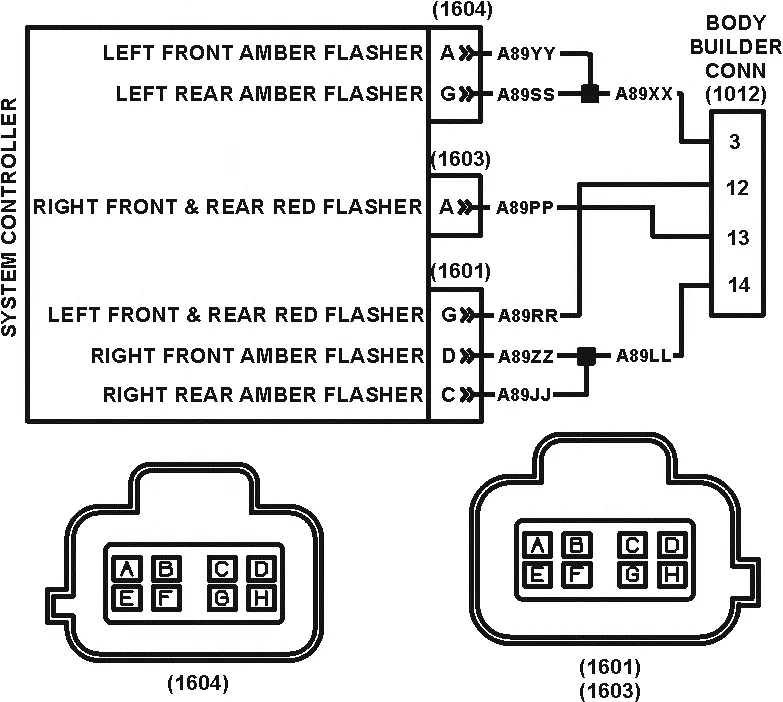 (1604)
BODY
BUILDER
CONN
(1012)
SYSTEM CONTROLLER
LEFT FRONT AMBER FLASHER A A89YY
LEFT REAR AMBER FLASHER G A89SS A89XX
3
(1603)
12
RIGHT FRONT & REAR RED FLASHER A A89PP
13
(1601)
14
LEFT FRONT & REAR RED FLASHER G A89RR
RIGHT FRONT AMBER FLASHER D A89ZZ A89LL
RIGHT REAR AMBER FLASHER C A89JJ
A B C D
E F G H
(1604)
A B C D
E F G H
(1601)
(1603)